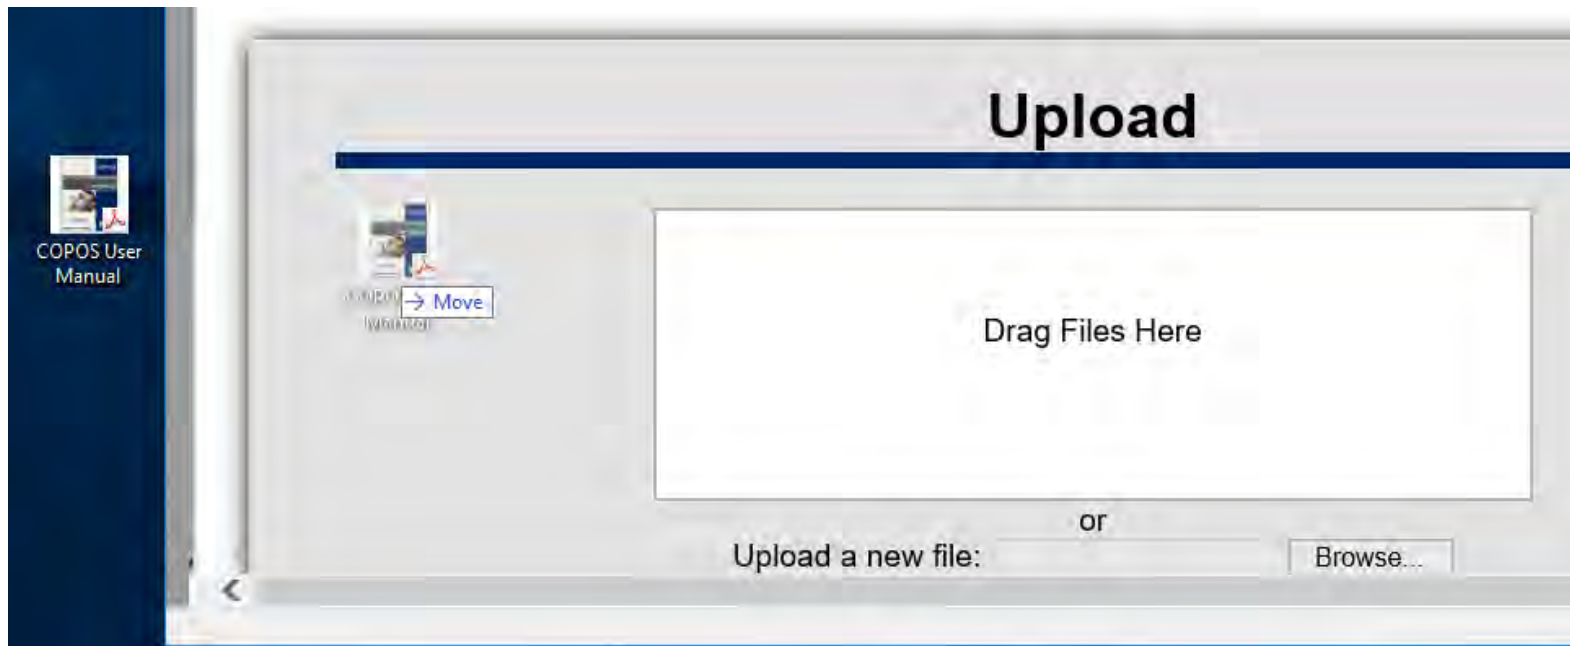 Upload
COPOS User
Manual
→ Move
Drag Files Here
or
Upload a new file:
Browse...